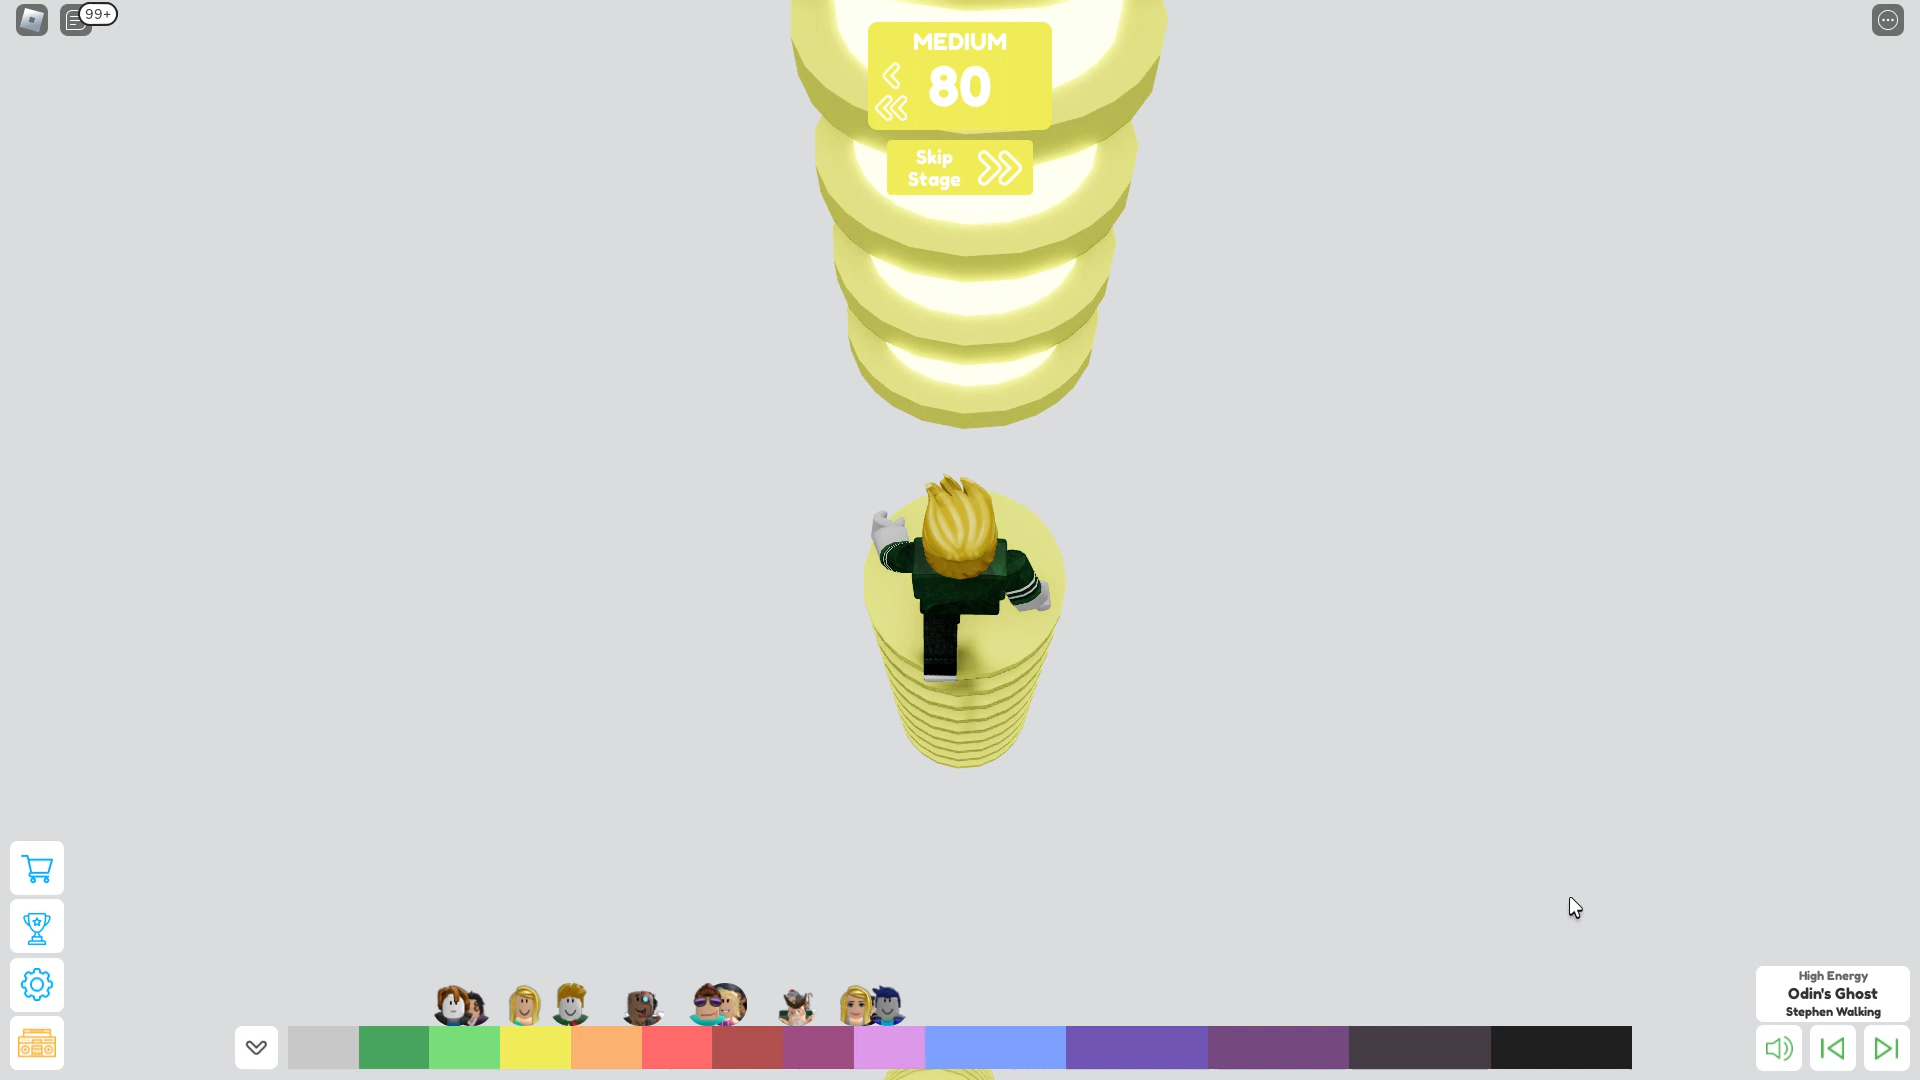 99+
MEDIUM
80
Skip
Stage
High Energy
Odin's Ghost
Stephen Walking